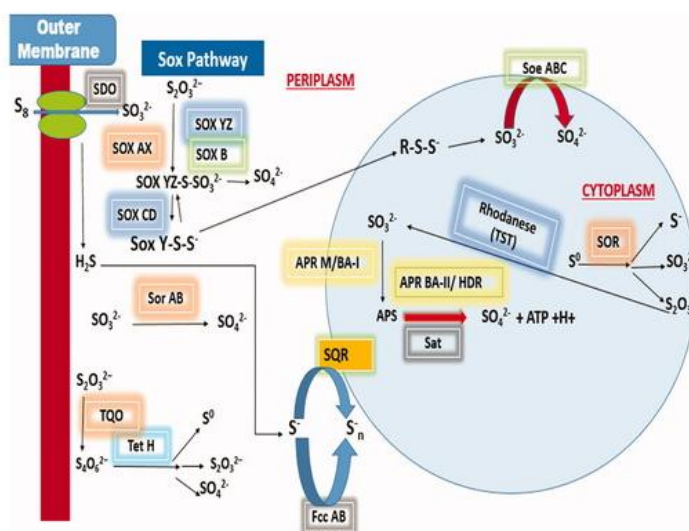 Outer
Membrane
Sox Pathway
PERIPLASM
Soe ABC
SDO
S₈
SO₃²⁻
S₂O₃²⁻
SOX YZ
SOX B
SOX AX
SOX YZ-S-SO₃²⁻
SO₄²⁻
R-S-S⁻
SO₃²⁻
SO₄²⁻
CYTOPLASM
SOX CD
Sox Y-S-S⁻
H₂S
SO₃²⁻
Rhodanese
(TST)
SOR
S⁻
S⁰
SO₃²⁻
S₂O₃
APR M/BA-I
APR BA-II/ HDR
Sor AB
SO₃²⁻
SO₄²⁻
APS
SO₄²⁻ + ATP +H+
Sat
SQR
S₂O₃²⁻
TQO
Tet H
S⁰
S₄O₆²⁻
S₂O₃²⁻
SO₄²⁻
S⁻
S⁻ₙ
Fcc AB